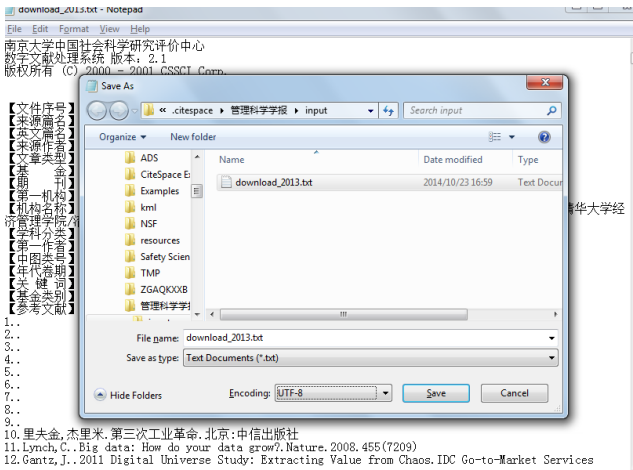 download_2013.txt - Notepad
File Edit Format View Help
南京大学中国社会科学研究评价中心
数字文献处理系统 版本: 2.1
版权所有 (C) 2000 - 2001 CSSCI Corp.
Save As
« .citespace 管理科学学报 input
Search input
Organize New folder
Name Date modified Type
download_2013.txt 2014/10/23 16:59 Text Docum
ADS
CiteSpace Ex
Examples
kml
NSF
resources
Safety Scien
TMP
ZGAQKXXB
管理科学学
File name: download_2013.txt
Save as type: Text Documents (*.txt)
Hide Folders
Encoding: UTF-8
Save Cancel
【文件序号】
【来源篇名】
【英文篇名】
【来源作者】
【文章类型】
【基 金】
【期 刊】
【第一机构】
【机构名称】 清华大学经
济管理学院/
【学科分类】
【第一作者】
【中图类号】
【年代卷期】
【关 键 词】
【基金类别】
【参考文献】
1..
2..
3..
4..
5..
6..
7..
8..
9..
10.里夫金,杰里米.第三次工业革命.北京:中信出版社
11.Lynch,C..Big data: How do your data grow?.Nature.2008.455(7209)
12.Gantz,J..2011 Digital Universe Study: Extracting Value from Chaos.IDC Go-to-Market Services